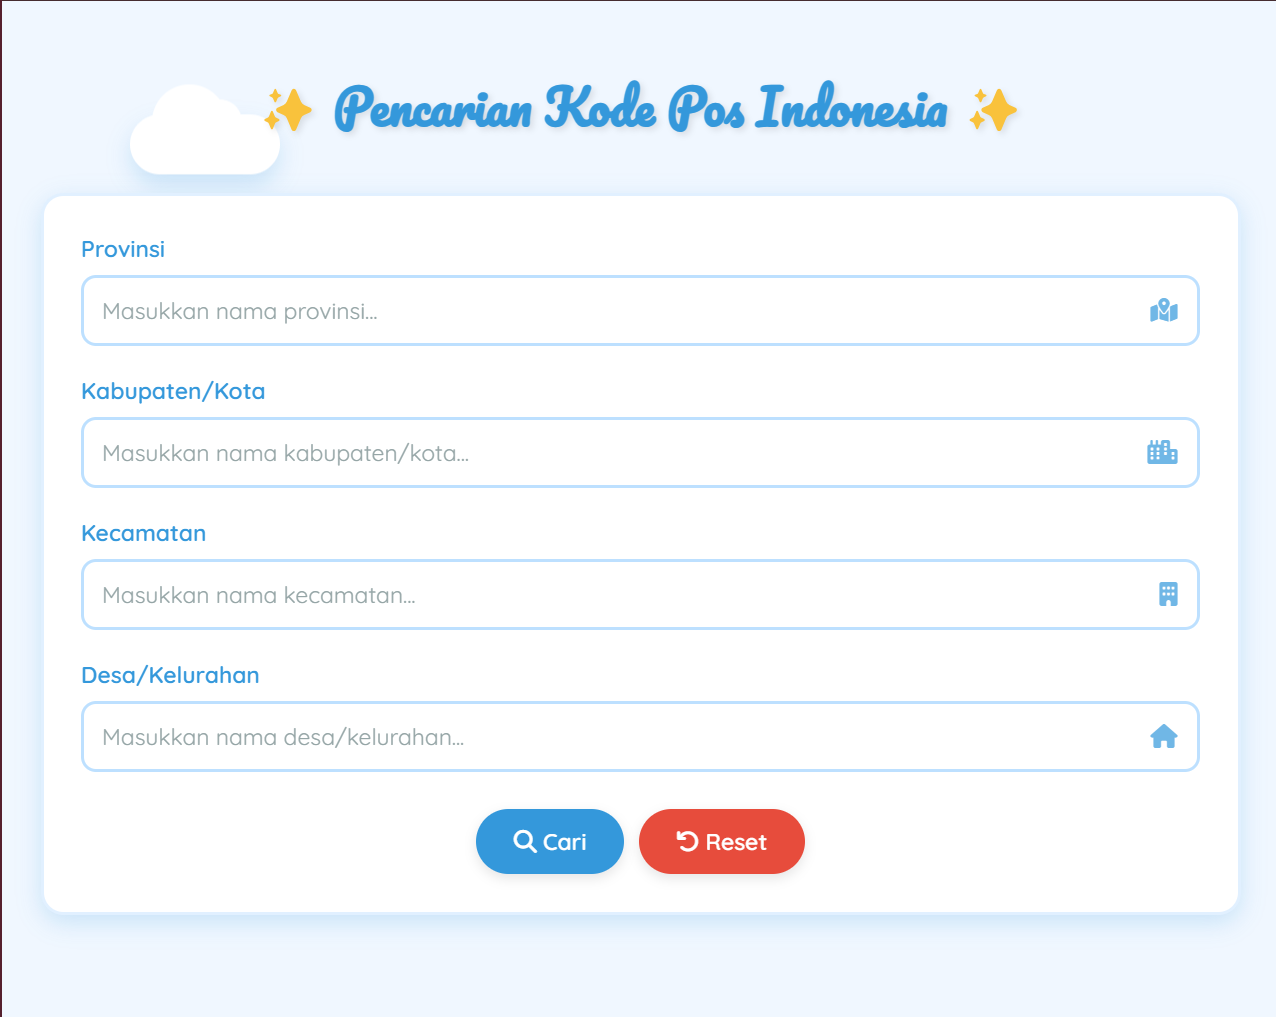 ✨ Pencarian Kode Pos Indonesia ✨
Provinsi
Masukkan nama provinsi...
Kabupaten/Kota
Masukkan nama kabupaten/kota...
Kecamatan
Masukkan nama kecamatan...
Desa/Kelurahan
Masukkan nama desa/kelurahan...
Cari
Reset